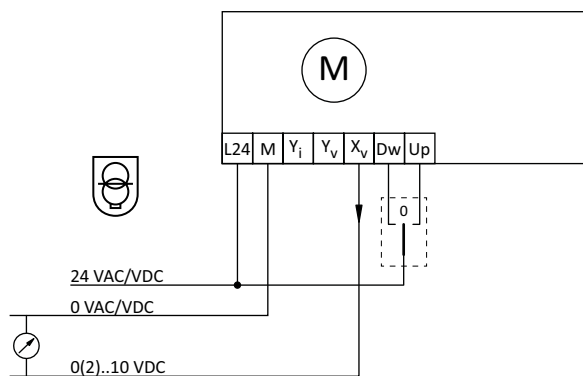 M
L24 M Yi Yv Xv Dw Up
0
24 VAC/VDC
0 VAC/VDC
0(2)..10 VDC